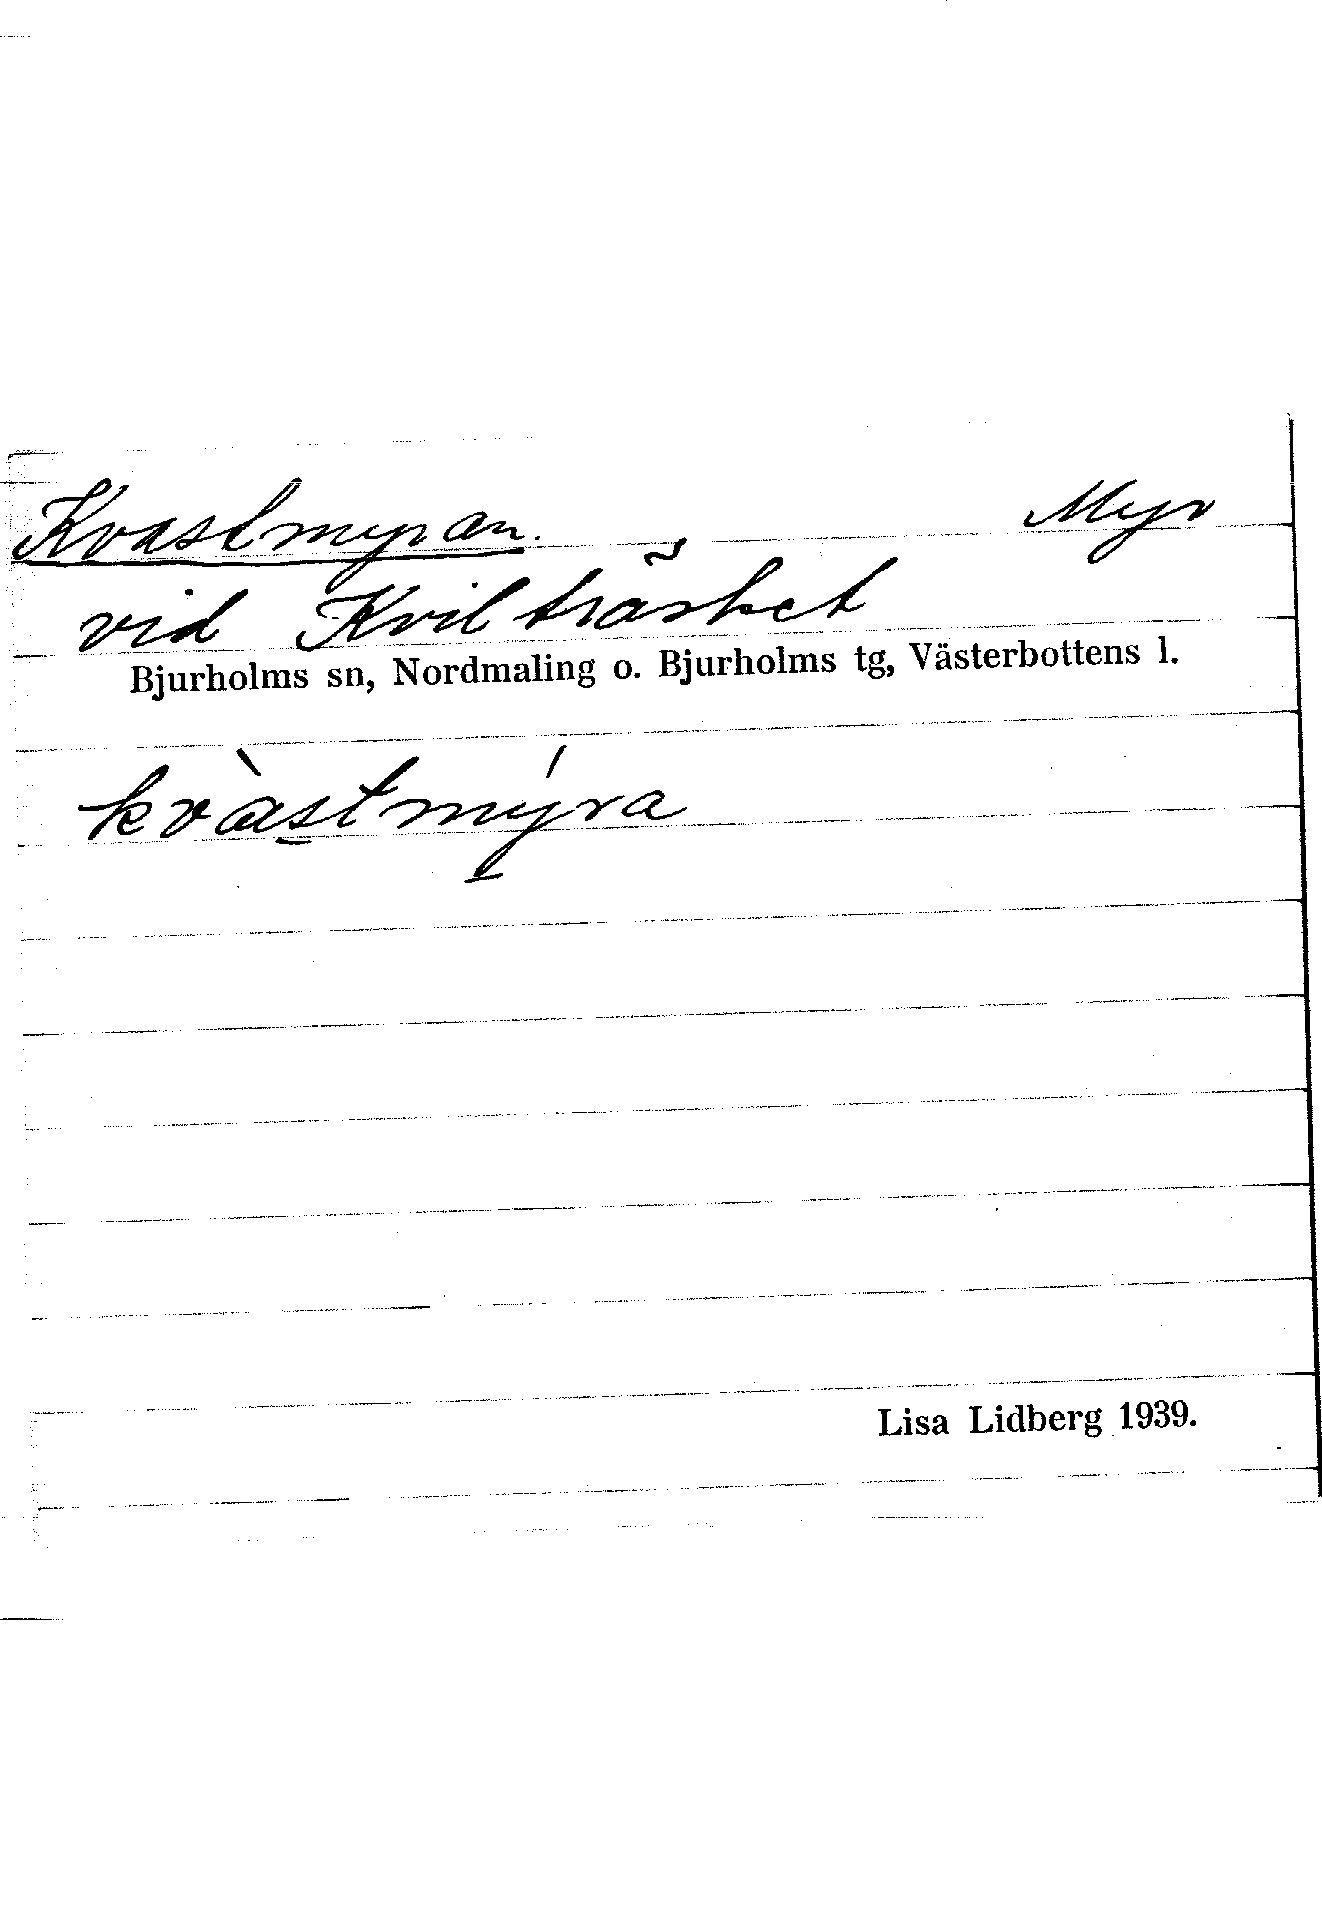 Kvastmyran. Myr
vid Kvilträsket
Bjurholms sn, Nordmaling o. Bjurholms tg, Västerbottens l.
kvàstmýra
Lisa Lidberg 1939.